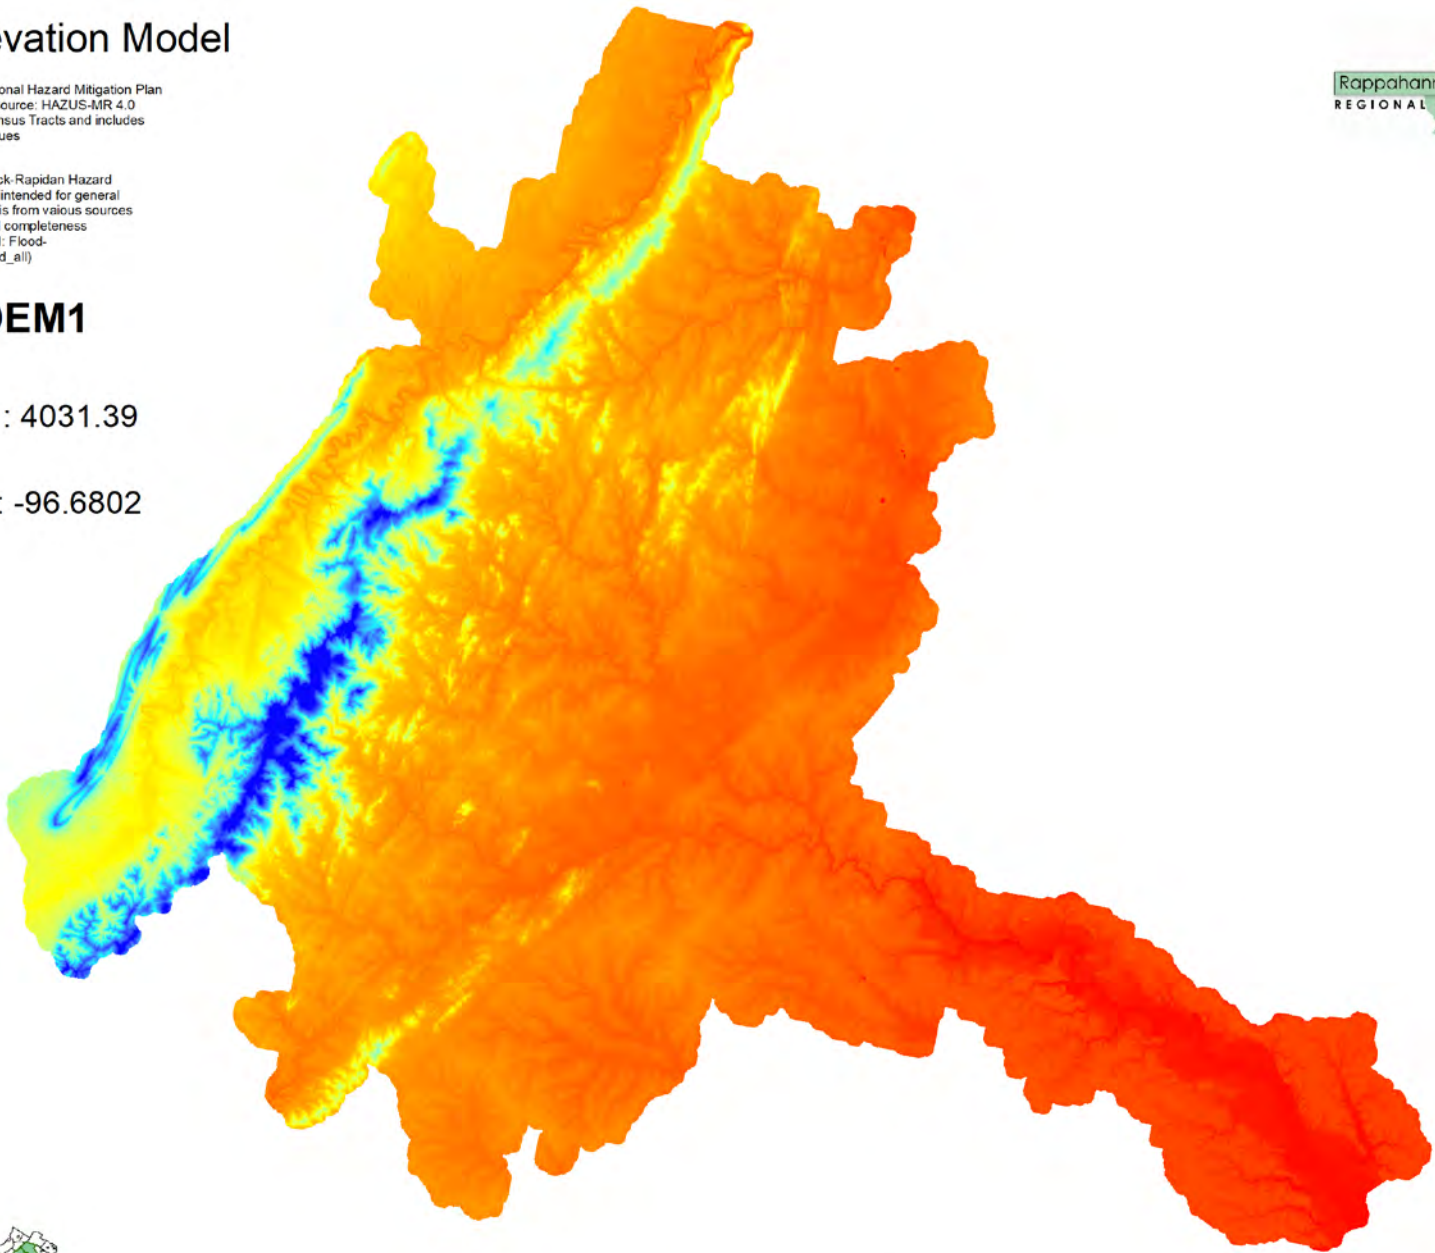 evation Model
onal Hazard Mitigation Plan
ource: HAZUS-MR 4.0
nsus Tracts and includes
ues
ck-Rapidan Hazard
intended for general
is from vaious sources
completeness
: Flood-
d_all)
DEM1
: 4031.39
: -96.6802
Rappahann
REGIONAL